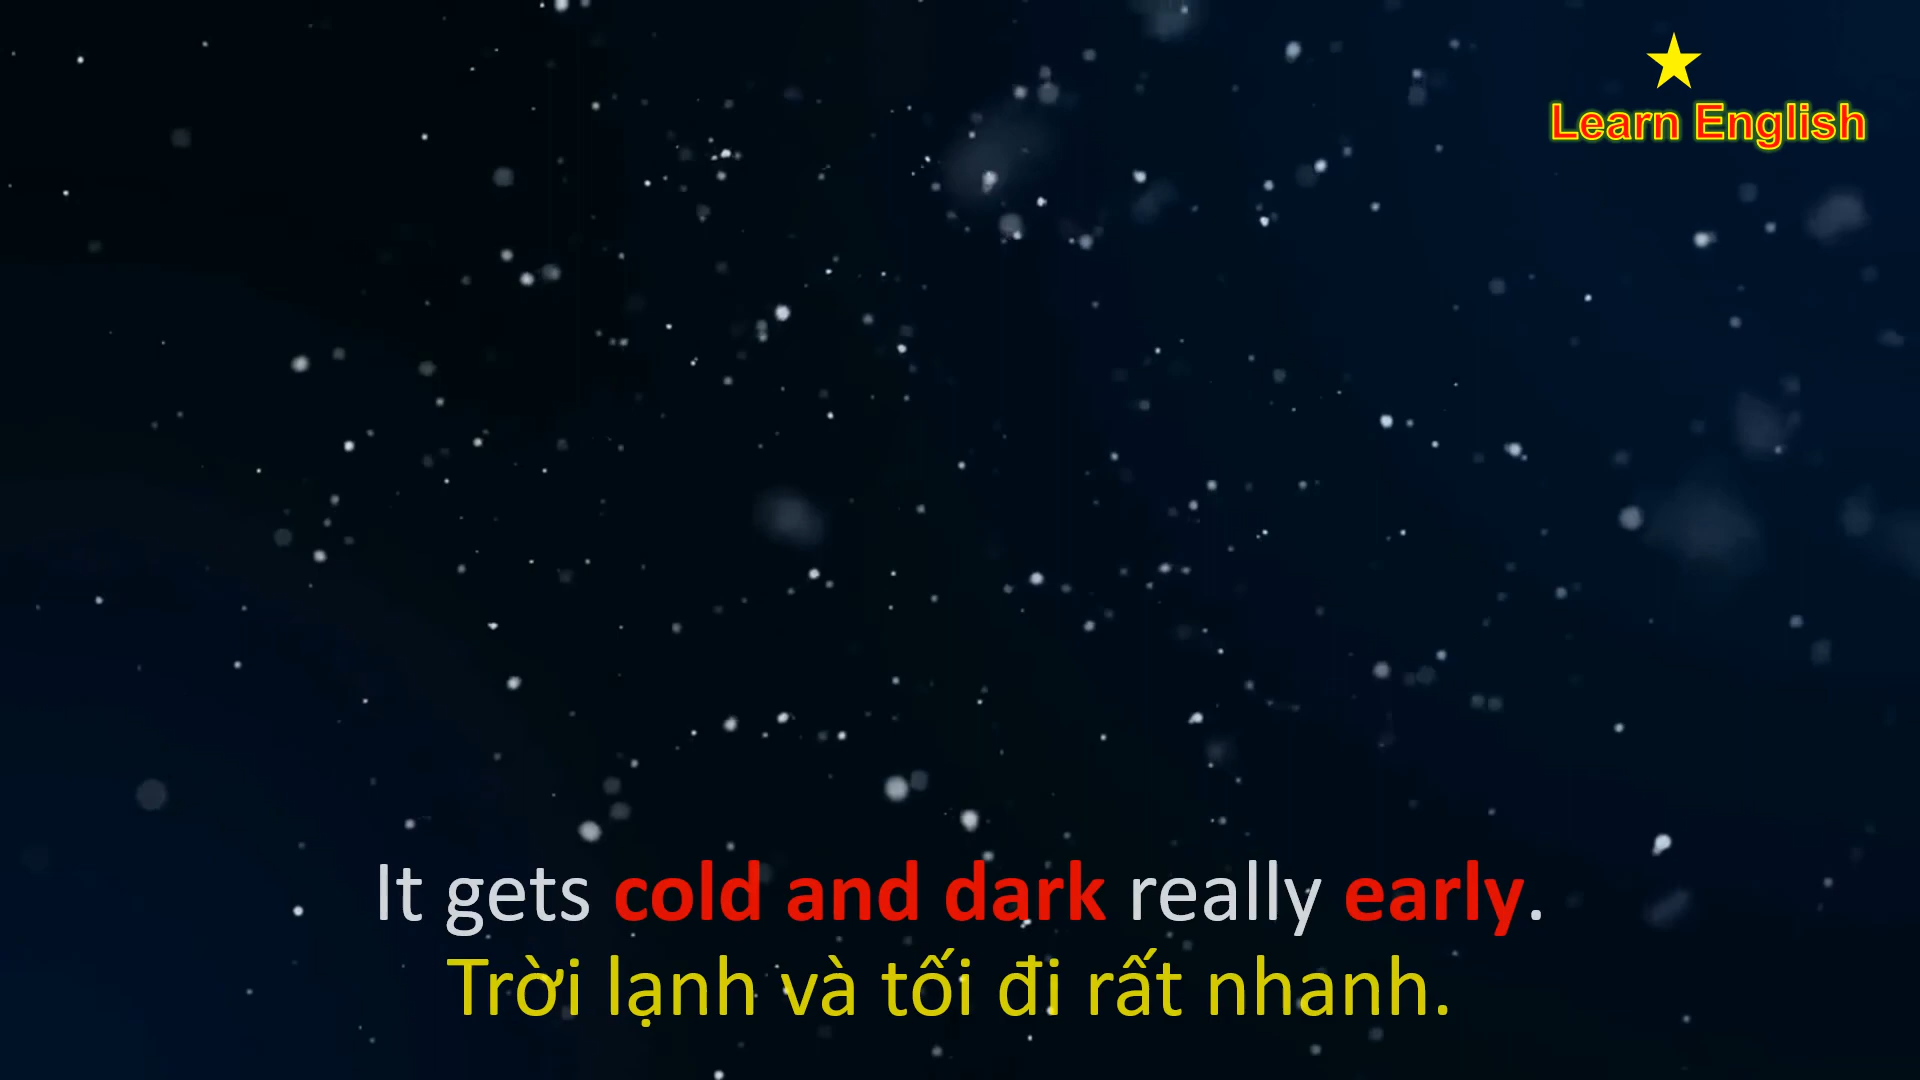 Learn English
It gets cold and dark really early.
Trời lạnh và tối đi rất nhanh.